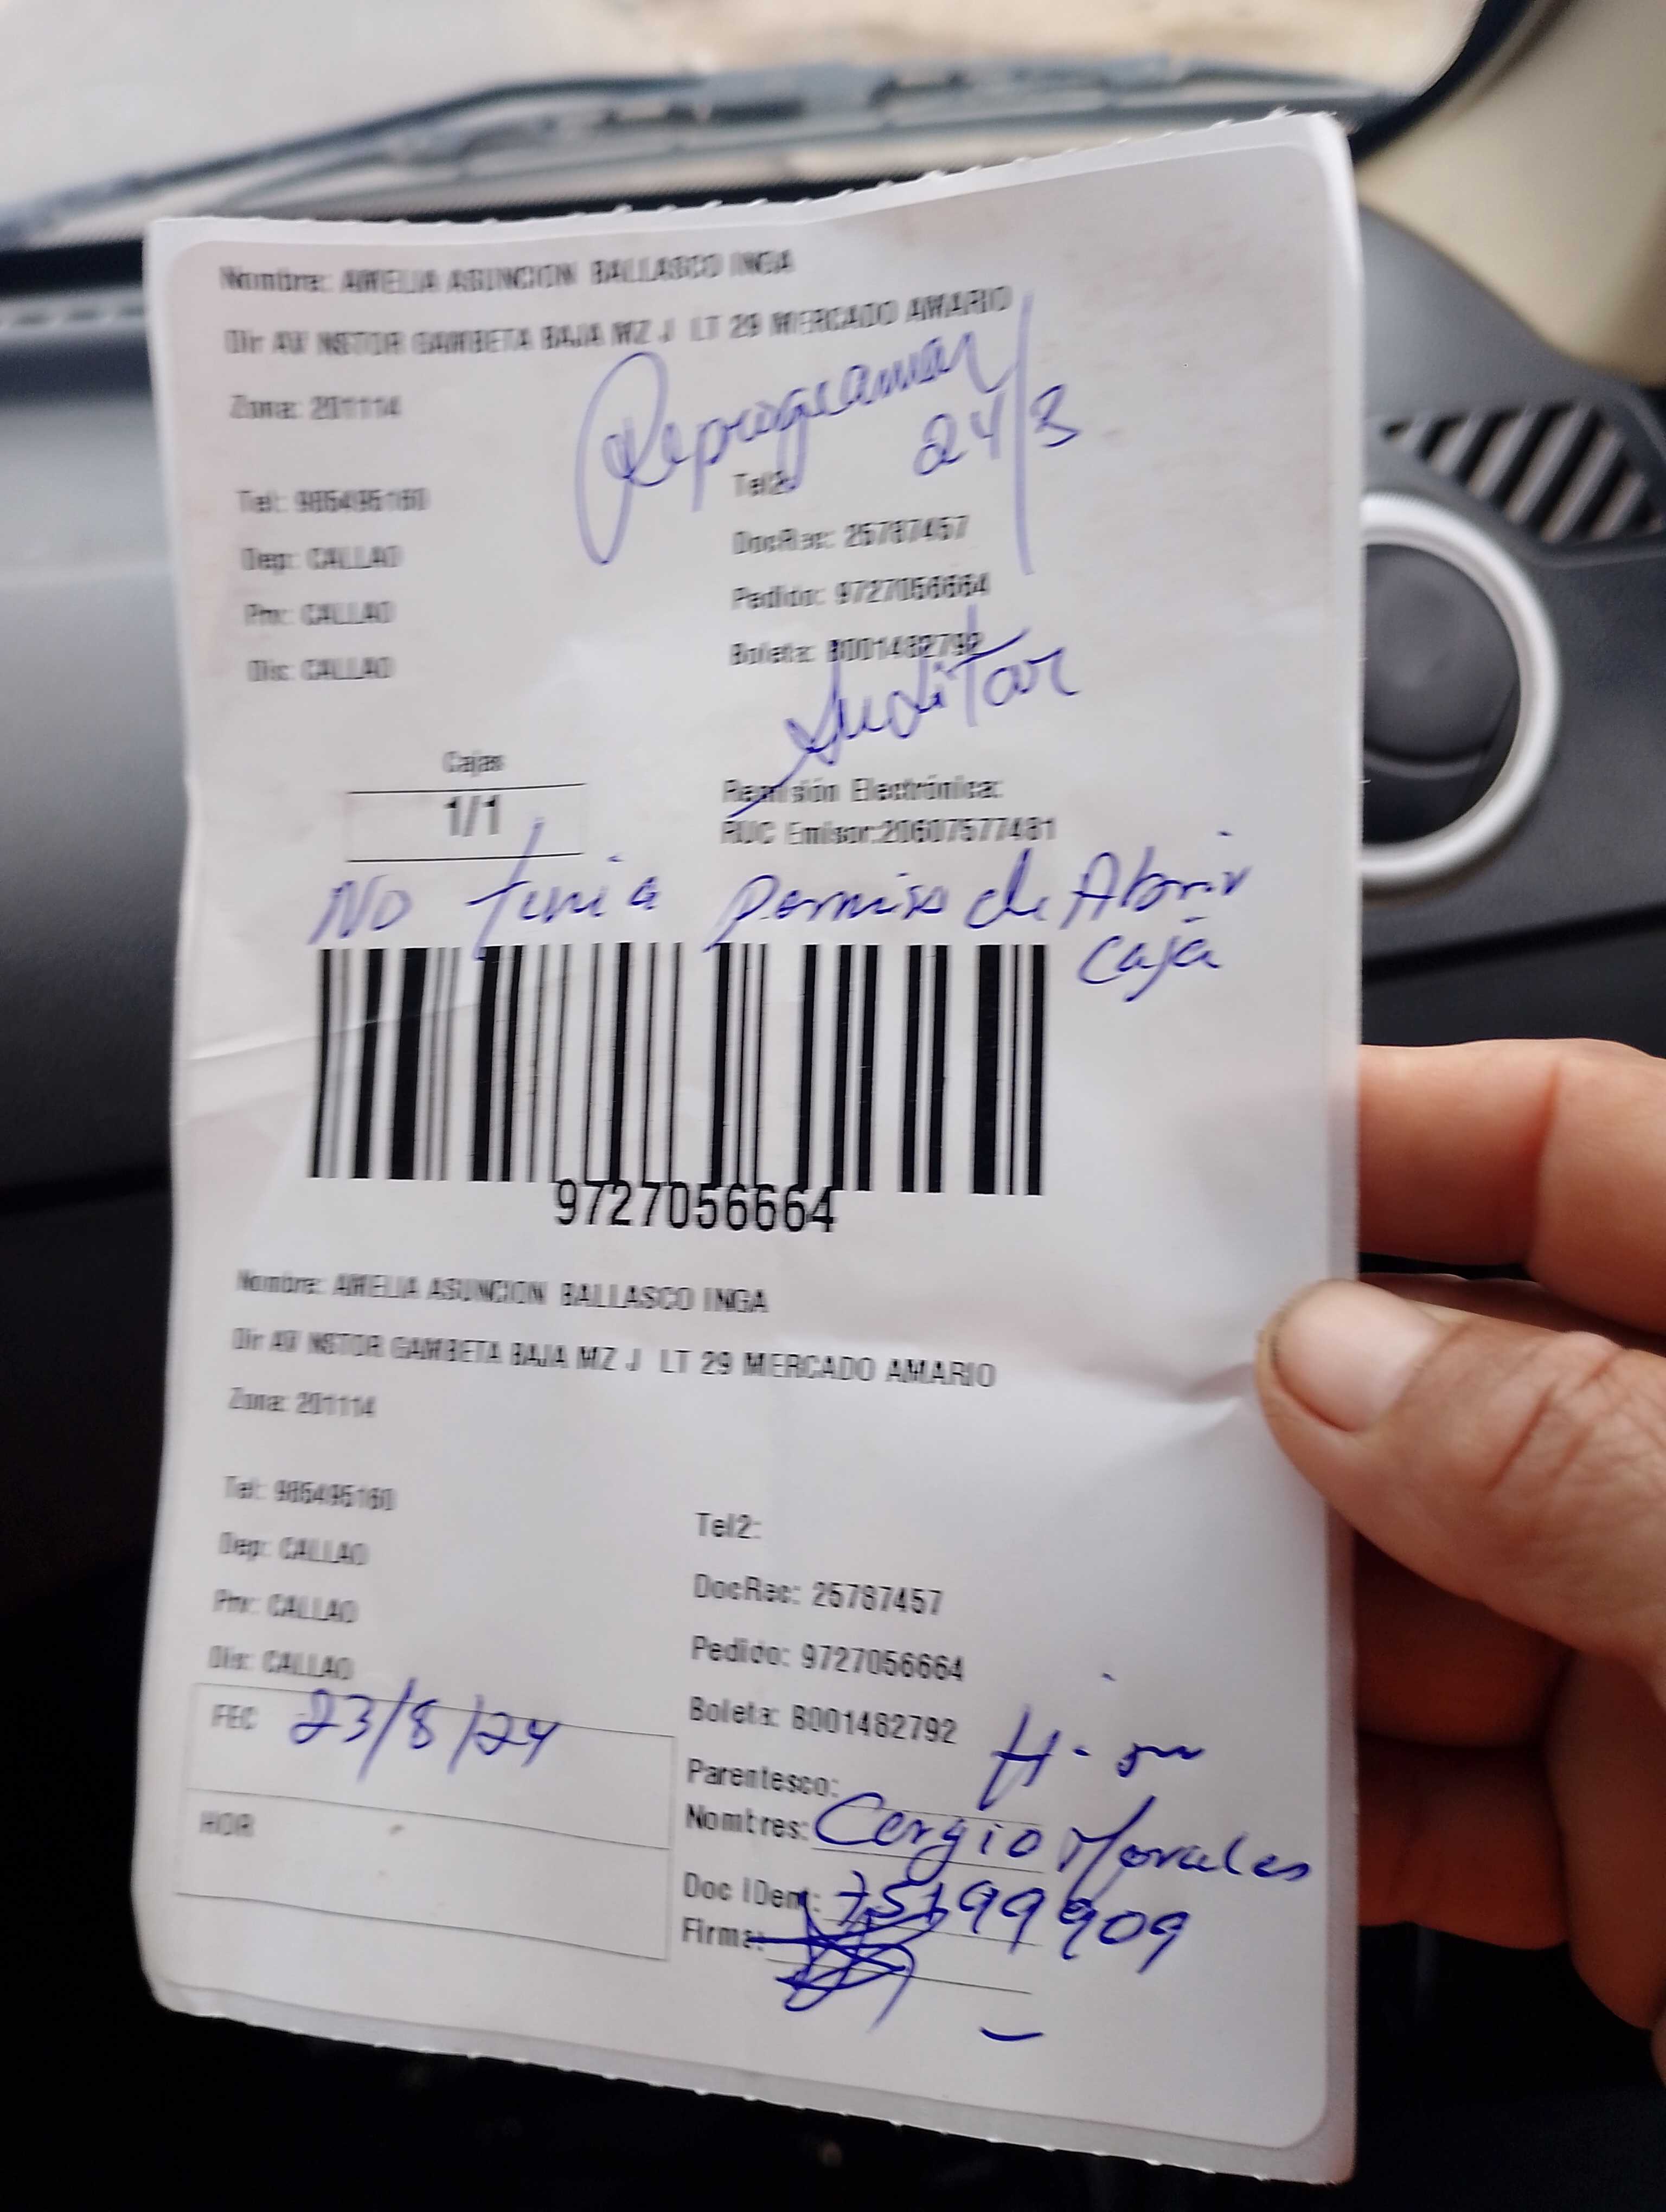 Nombre: AMELIA ASUNCION BALLASCO INGA
Dir AV NSTOR GAMBETA BAJA MZ J LT 29 MERCADO AMARIO
Reprogramar
24/8
Zona: 201114
Tel: 985495160
Tel2:
Dep: CALLAO
DocRec: 25787457
Prv: CALLAO
Pedido: 9727056664
Dis: CALLAO
Boleta: B001482792
Auditar
Cajas
1/1
Remisión Electrónica:
RUC Emisor:20607577481
No tenia permiso de Abrir
caja
9727056664
Nombre: AMELIA ASUNCION BALLASCO INGA
Dir AV NSTOR GAMBETA BAJA MZ J LT 29 MERCADO AMARIO
Zona: 201114
Tel: 985495160
Tel2:
Dep: CALLAO
DocRec: 25787457
Prv: CALLAO
Pedido: 9727056664
Dis: CALLAO
Boleta: B001482792
FEC 23/8/24
Parentesco:
HOR
Nombres: Cergio Morales
Doc IDen: 75199909
Firma: